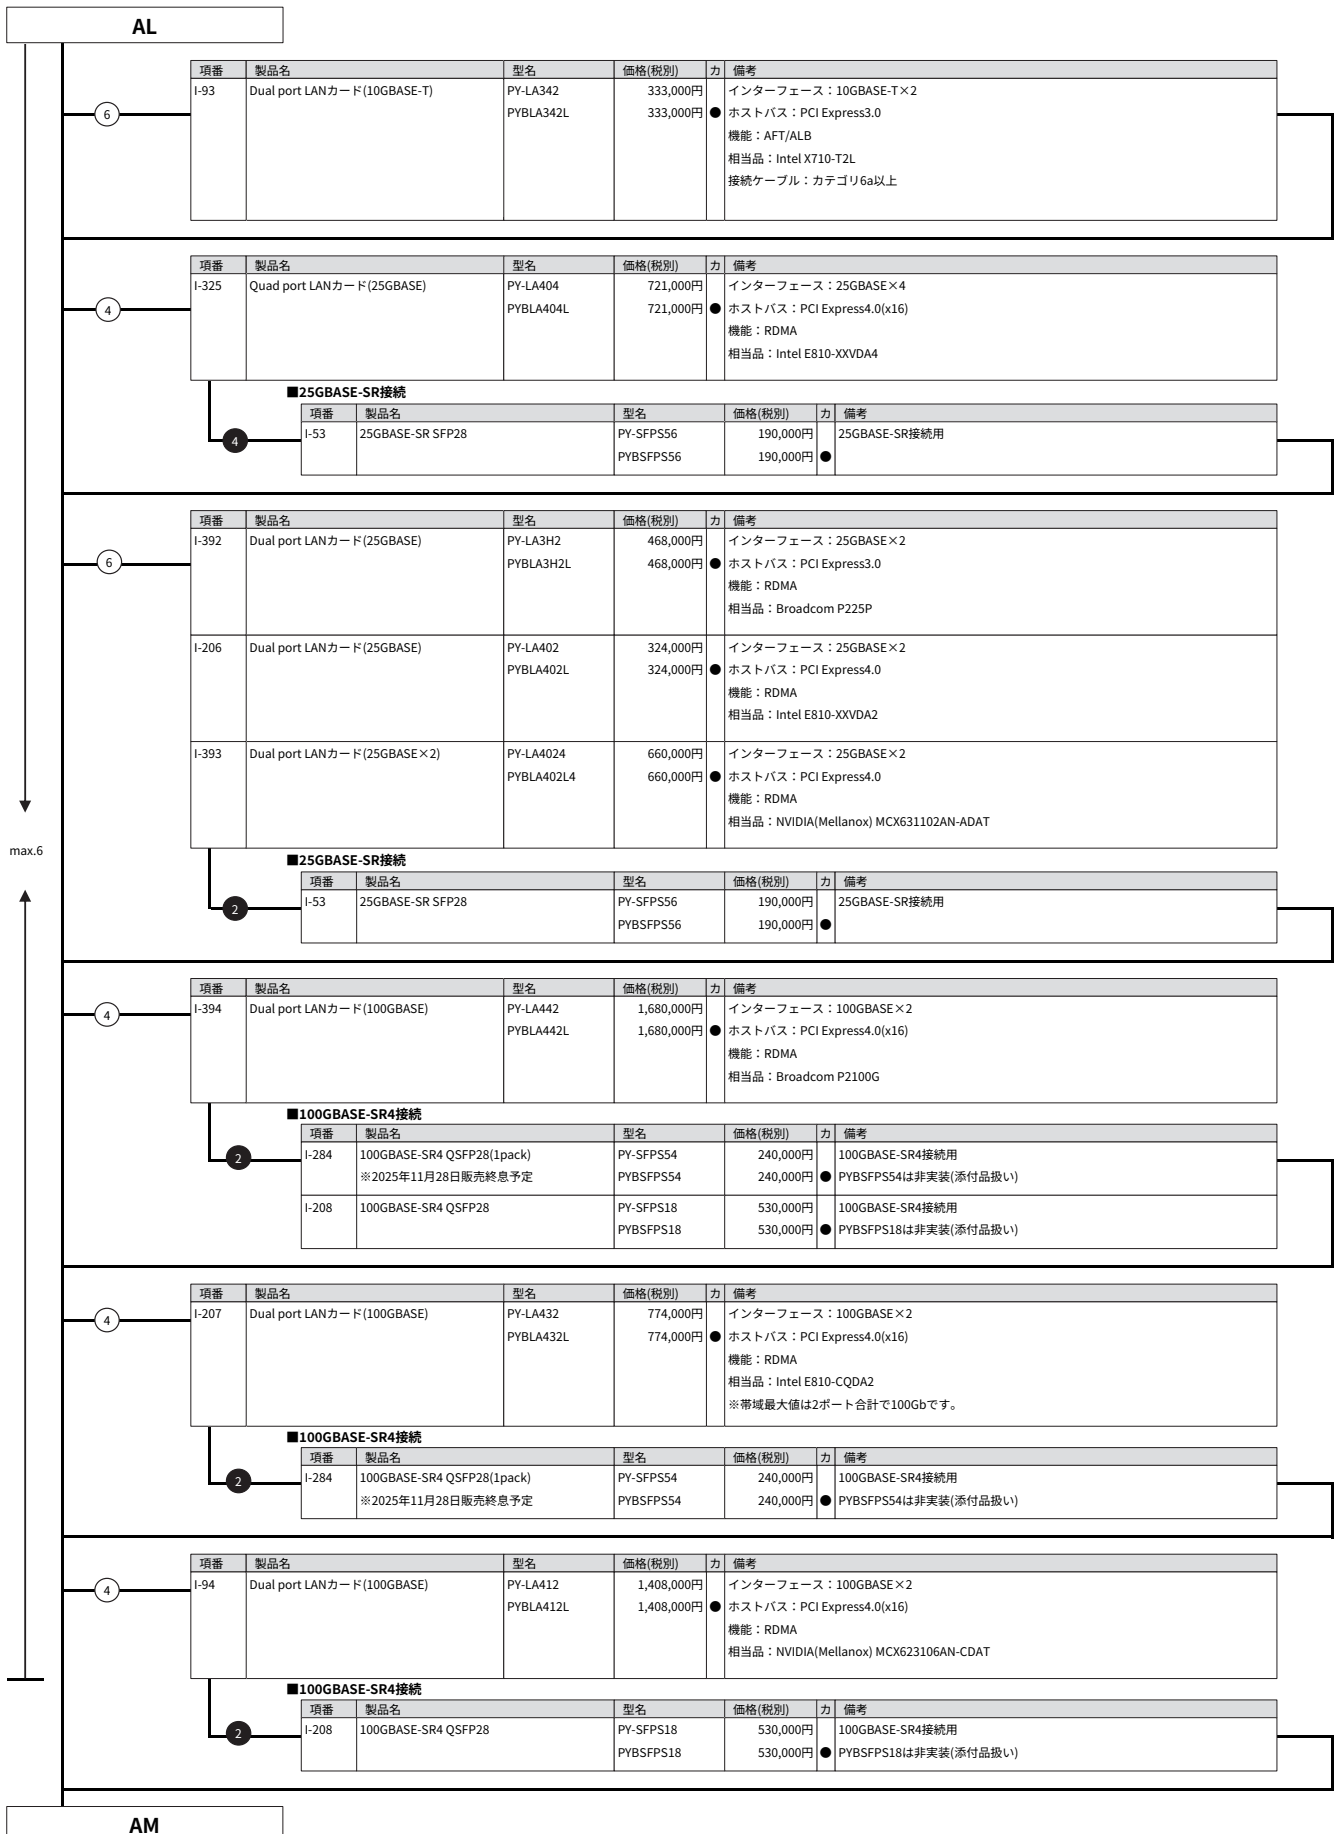 AL
項番 製品名 型名 価格(税別) カ 備考
I-93 Dual port LANカード(10GBASE-T) PY-LA342 333,000円 インターフェース：10GBASE-T×2
⑥ PYBLA342L 333,000円 ● ホストバス：PCI Express3.0
機能：AFT/ALB
相当品：Intel X710-T2L
接続ケーブル：カテゴリ6a以上
項番 製品名 型名 価格(税別) カ 備考
I-325 Quad port LANカード(25GBASE) PY-LA404 721,000円 インターフェース：25GBASE×4
④ PYBLA404L 721,000円 ● ホストバス：PCI Express4.0(x16)
機能：RDMA
相当品：Intel E810-XXVDA4
■25GBASE-SR接続
項番 製品名 型名 価格(税別) カ 備考
❹ I-53 25GBASE-SR SFP28 PY-SFPS56 190,000円 25GBASE-SR接続用
PYBSFPS56 190,000円 ●
項番 製品名 型名 価格(税別) カ 備考
I-392 Dual port LANカード(25GBASE) PY-LA3H2 468,000円 インターフェース：25GBASE×2
⑥ PYBLA3H2L 468,000円 ● ホストバス：PCI Express3.0
機能：RDMA
相当品：Broadcom P225P
I-206 Dual port LANカード(25GBASE) PY-LA402 324,000円 インターフェース：25GBASE×2
PYBLA402L 324,000円 ● ホストバス：PCI Express4.0
機能：RDMA
相当品：Intel E810-XXVDA2
I-393 Dual port LANカード(25GBASE×2) PY-LA4024 660,000円 インターフェース：25GBASE×2
PYBLA402L4 660,000円 ● ホストバス：PCI Express4.0
機能：RDMA
相当品：NVIDIA(Mellanox) MCX631102AN-ADAT
max.6
■25GBASE-SR接続
項番 製品名 型名 価格(税別) カ 備考
❷ I-53 25GBASE-SR SFP28 PY-SFPS56 190,000円 25GBASE-SR接続用
PYBSFPS56 190,000円 ●
項番 製品名 型名 価格(税別) カ 備考
④ I-394 Dual port LANカード(100GBASE) PY-LA442 1,680,000円 インターフェース：100GBASE×2
PYBLA442L 1,680,000円 ● ホストバス：PCI Express4.0(x16)
機能：RDMA
相当品：Broadcom P2100G
■100GBASE-SR4接続
項番 製品名 型名 価格(税別) カ 備考
❷ I-284 100GBASE-SR4 QSFP28(1pack) PY-SFPS54 240,000円 100GBASE-SR4接続用
※2025年11月28日販売終息予定 PYBSFPS54 240,000円 ● PYBSFPS54は非実装(添付品扱い)
I-208 100GBASE-SR4 QSFP28 PY-SFPS18 530,000円 100GBASE-SR4接続用
PYBSFPS18 530,000円 ● PYBSFPS18は非実装(添付品扱い)
項番 製品名 型名 価格(税別) カ 備考
④ I-207 Dual port LANカード(100GBASE) PY-LA432 774,000円 インターフェース：100GBASE×2
PYBLA432L 774,000円 ● ホストバス：PCI Express4.0(x16)
機能：RDMA
相当品：Intel E810-CQDA2
※帯域最大値は2ポート合計で100Gbです。
■100GBASE-SR4接続
項番 製品名 型名 価格(税別) カ 備考
❷ I-284 100GBASE-SR4 QSFP28(1pack) PY-SFPS54 240,000円 100GBASE-SR4接続用
※2025年11月28日販売終息予定 PYBSFPS54 240,000円 ● PYBSFPS54は非実装(添付品扱い)
項番 製品名 型名 価格(税別) カ 備考
④ I-94 Dual port LANカード(100GBASE) PY-LA412 1,408,000円 インターフェース：100GBASE×2
PYBLA412L 1,408,000円 ● ホストバス：PCI Express4.0(x16)
機能：RDMA
相当品：NVIDIA(Mellanox) MCX623106AN-CDAT
■100GBASE-SR4接続
項番 製品名 型名 価格(税別) カ 備考
❷ I-208 100GBASE-SR4 QSFP28 PY-SFPS18 530,000円 100GBASE-SR4接続用
PYBSFPS18 530,000円 ● PYBSFPS18は非実装(添付品扱い)
AM